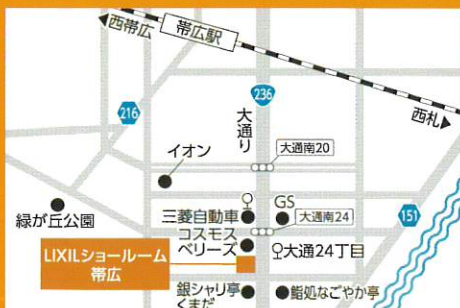 西帯広
帯広駅
216
236
大通り
西札
大通南20
イオン
三菱自動車
GS
大通南24
151
緑が丘公園
コスモス
ベリーズ
大通24丁目
LIXILショールーム
帯広
銀シャリ亭
くまだ
鮨処なごやか亭